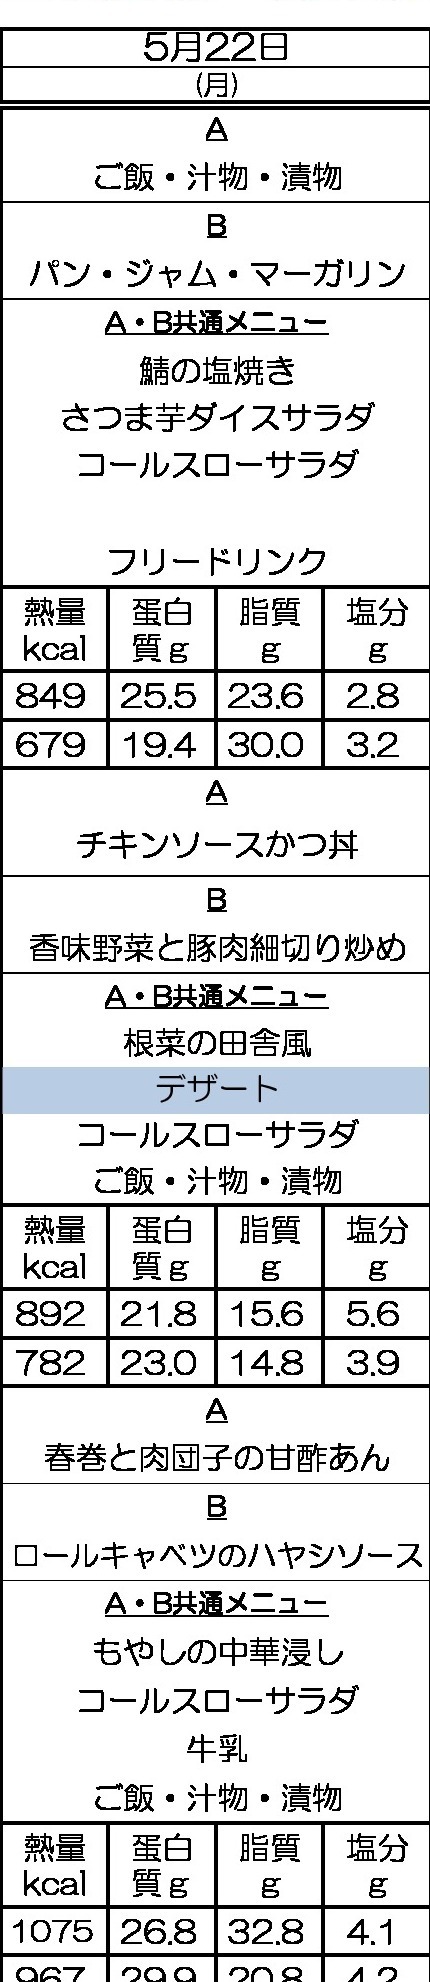 5月22日
(月)
A
ご飯・汁物・漬物
B
パン・ジャム・マーガリン
A・B共通メニュー
鯖の塩焼き
さつま芋ダイスサラダ
コールスローサラダ
フリードリンク
熱量 蛋白 脂質 塩分
kcal 質g g g
849 25.5 23.6 2.8
679 19.4 30.0 3.2
A
チキンソースかつ丼
B
香味野菜と豚肉細切り炒め
A・B共通メニュー
根菜の田舎風
デザート
コールスローサラダ
ご飯・汁物・漬物
熱量 蛋白 脂質 塩分
kcal 質g g g
892 21.8 15.6 5.6
782 23.0 14.8 3.9
A
春巻と肉団子の甘酢あん
B
ロールキャベツのハヤシソース
A・B共通メニュー
もやしの中華浸し
コールスローサラダ
牛乳
ご飯・汁物・漬物
熱量 蛋白 脂質 塩分
kcal 質g g g
1075 26.8 32.8 4.1
967 29.9 20.8 4.2